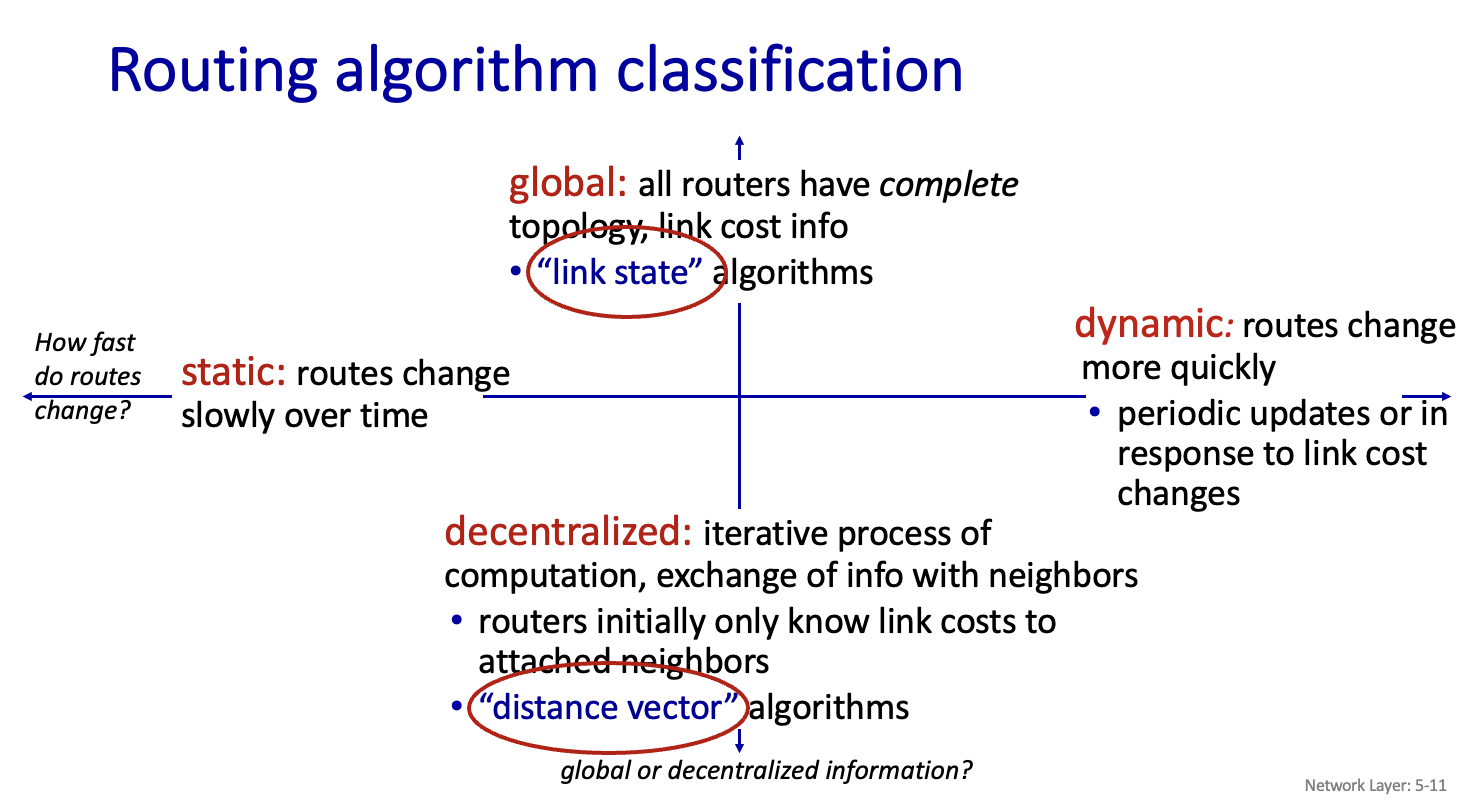 Routing algorithm classification
global: all routers have complete
topology, link cost info
• “link state” algorithms
How fast
do routes
change?
static: routes change
slowly over time
dynamic: routes change
more quickly
• periodic updates or in
response to link cost
changes
decentralized: iterative process of
computation, exchange of info with neighbors
• routers initially only know link costs to
attached neighbors
• “distance vector” algorithms
global or decentralized information?
Network Layer: 5-11